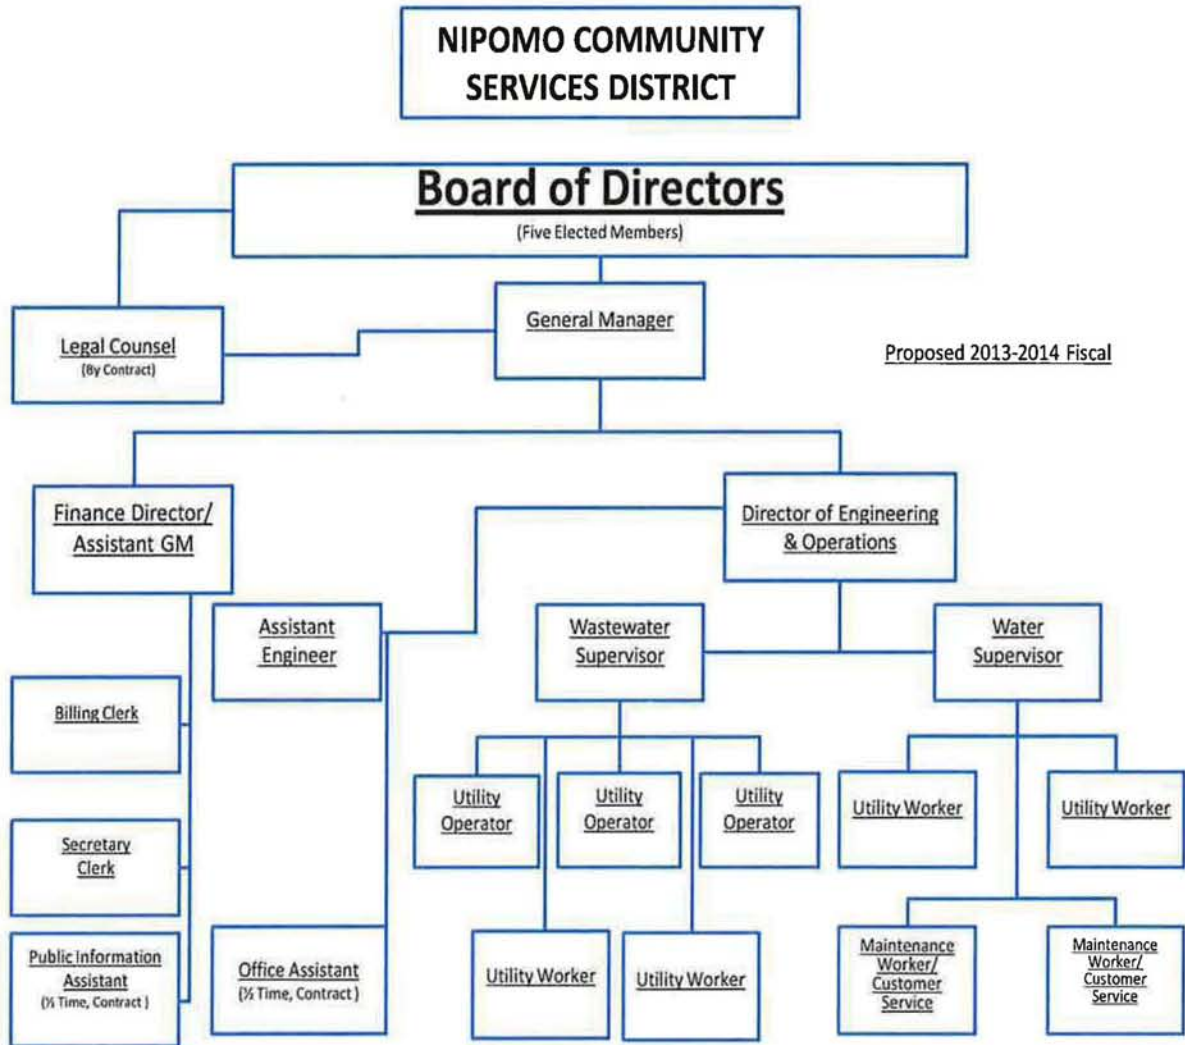 NIPOMO COMMUNITY
SERVICES DISTRICT
Board of Directors
(Five Elected Members)
General Manager
Legal Counsel
(By Contract)
Proposed 2013-2014 Fiscal
Finance Director/
Assistant GM
Director of Engineering
& Operations
Assistant
Engineer
Wastewater
Supervisor
Water
Supervisor
Billing Clerk
Utility
Operator
Utility
Operator
Utility
Operator
Utility Worker
Utility Worker
Secretary
Clerk
Public Information
Assistant
(½ Time, Contract )
Office Assistant
(½ Time, Contract )
Utility Worker
Utility Worker
Maintenance
Worker/
Customer
Service
Maintenance
Worker/
Customer
Service